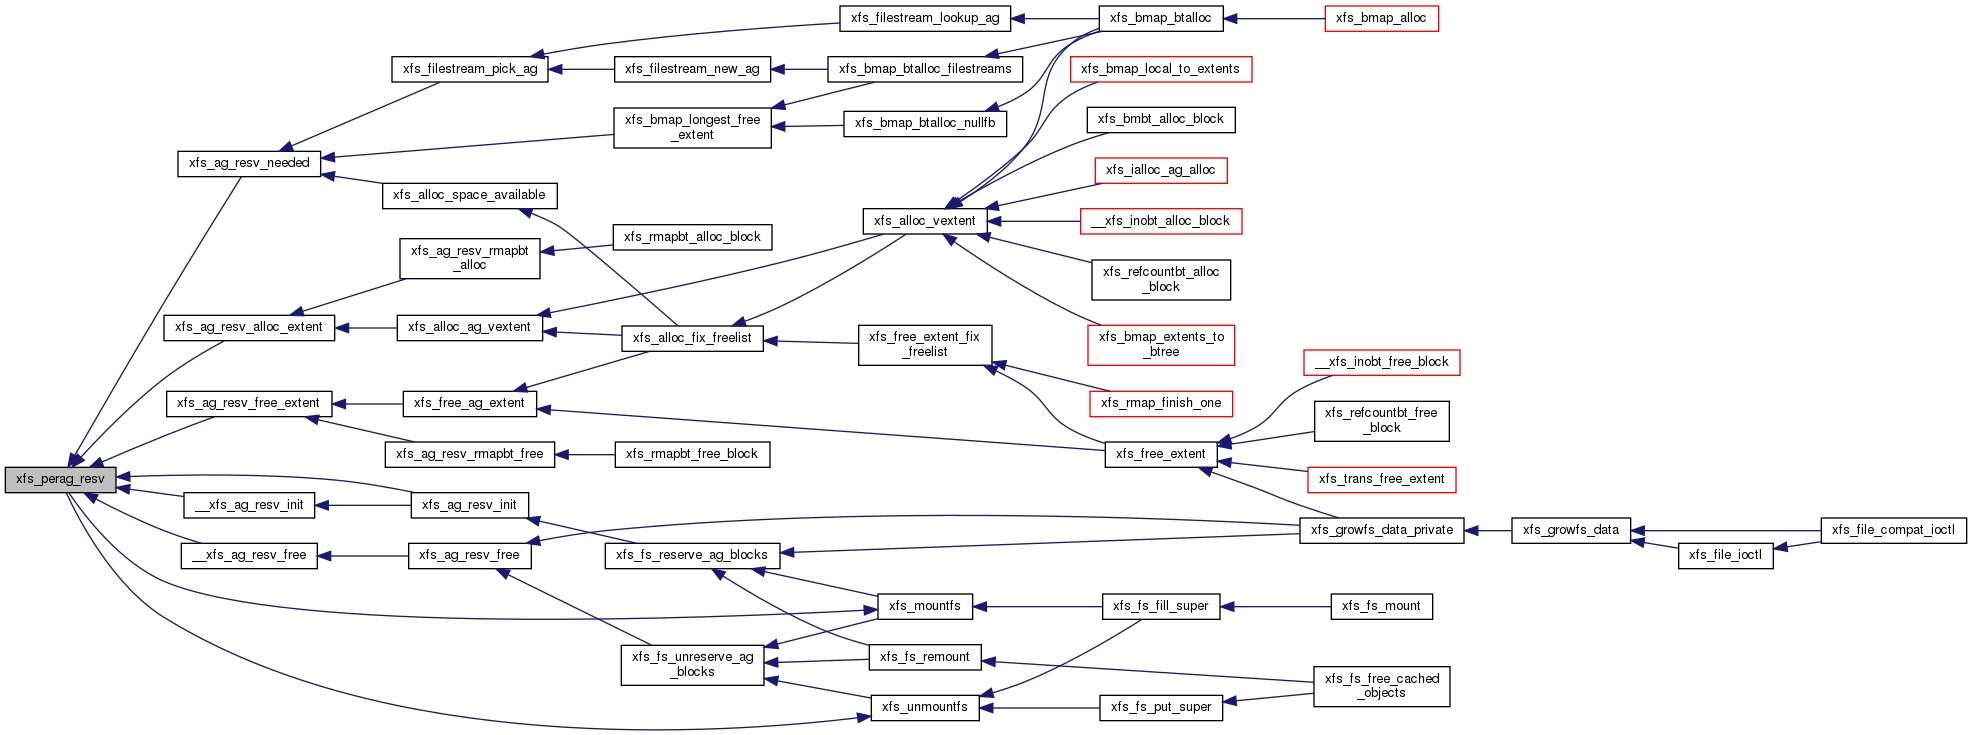 xfs_filestream_lookup_ag
xfs_bmap_btalloc
xfs_bmap_alloc
xfs_filestream_pick_ag
xfs_filestream_new_ag
xfs_bmap_btalloc_filestreams
xfs_bmap_local_to_extents
xfs_bmap_longest_free
_extent
xfs_bmap_btalloc_nullfb
xfs_bmbt_alloc_block
xfs_ag_resv_needed
xfs_alloc_space_available
xfs_ialloc_ag_alloc
xfs_alloc_vextent
__xfs_inobt_alloc_block
xfs_ag_resv_rmapbt
_alloc
xfs_rmapbt_alloc_block
xfs_refcountbt_alloc
_block
xfs_ag_resv_alloc_extent
xfs_alloc_ag_vextent
xfs_alloc_fix_freelist
xfs_free_extent_fix
_freelist
xfs_bmap_extents_to
_btree
__xfs_inobt_free_block
xfs_ag_resv_free_extent
xfs_free_ag_extent
xfs_rmap_finish_one
xfs_refcountbt_free
_block
xfs_ag_resv_rmapbt_free
xfs_rmapbt_free_block
xfs_free_extent
xfs_perag_resv
xfs_trans_free_extent
__xfs_ag_resv_init
xfs_ag_resv_init
xfs_growfs_data_private
xfs_growfs_data
xfs_file_compat_ioctl
__xfs_ag_resv_free
xfs_ag_resv_free
xfs_fs_reserve_ag_blocks
xfs_file_ioctl
xfs_mountfs
xfs_fs_fill_super
xfs_fs_mount
xfs_fs_unreserve_ag
_blocks
xfs_fs_remount
xfs_fs_free_cached
_objects
xfs_unmountfs
xfs_fs_put_super